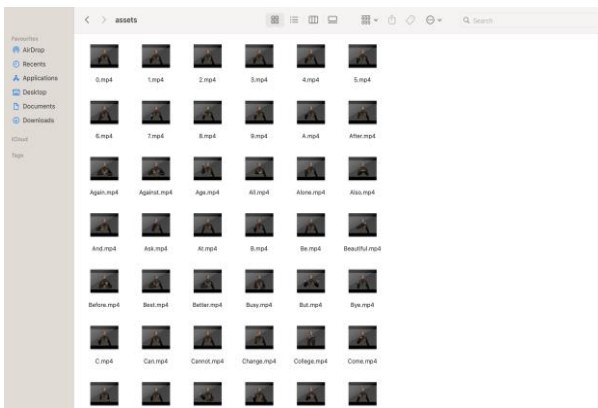 assets
Search
Favourites
AirDrop
Recents
Applications
Desktop
Documents
Downloads
iCloud
Tags
0.mp4 1.mp4 2.mp4 3.mp4 4.mp4 5.mp4
6.mp4 7.mp4 8.mp4 9.mp4 A.mp4 After.mp4
Again.mp4 Against.mp4 Age.mp4 All.mp4 Alone.mp4 Also.mp4
And.mp4 Ask.mp4 At.mp4 B.mp4 Be.mp4 Beautiful.mp4
Before.mp4 Best.mp4 Better.mp4 Busy.mp4 But.mp4 Bye.mp4
C.mp4 Can.mp4 Cannot.mp4 Change.mp4 College.mp4 Come.mp4